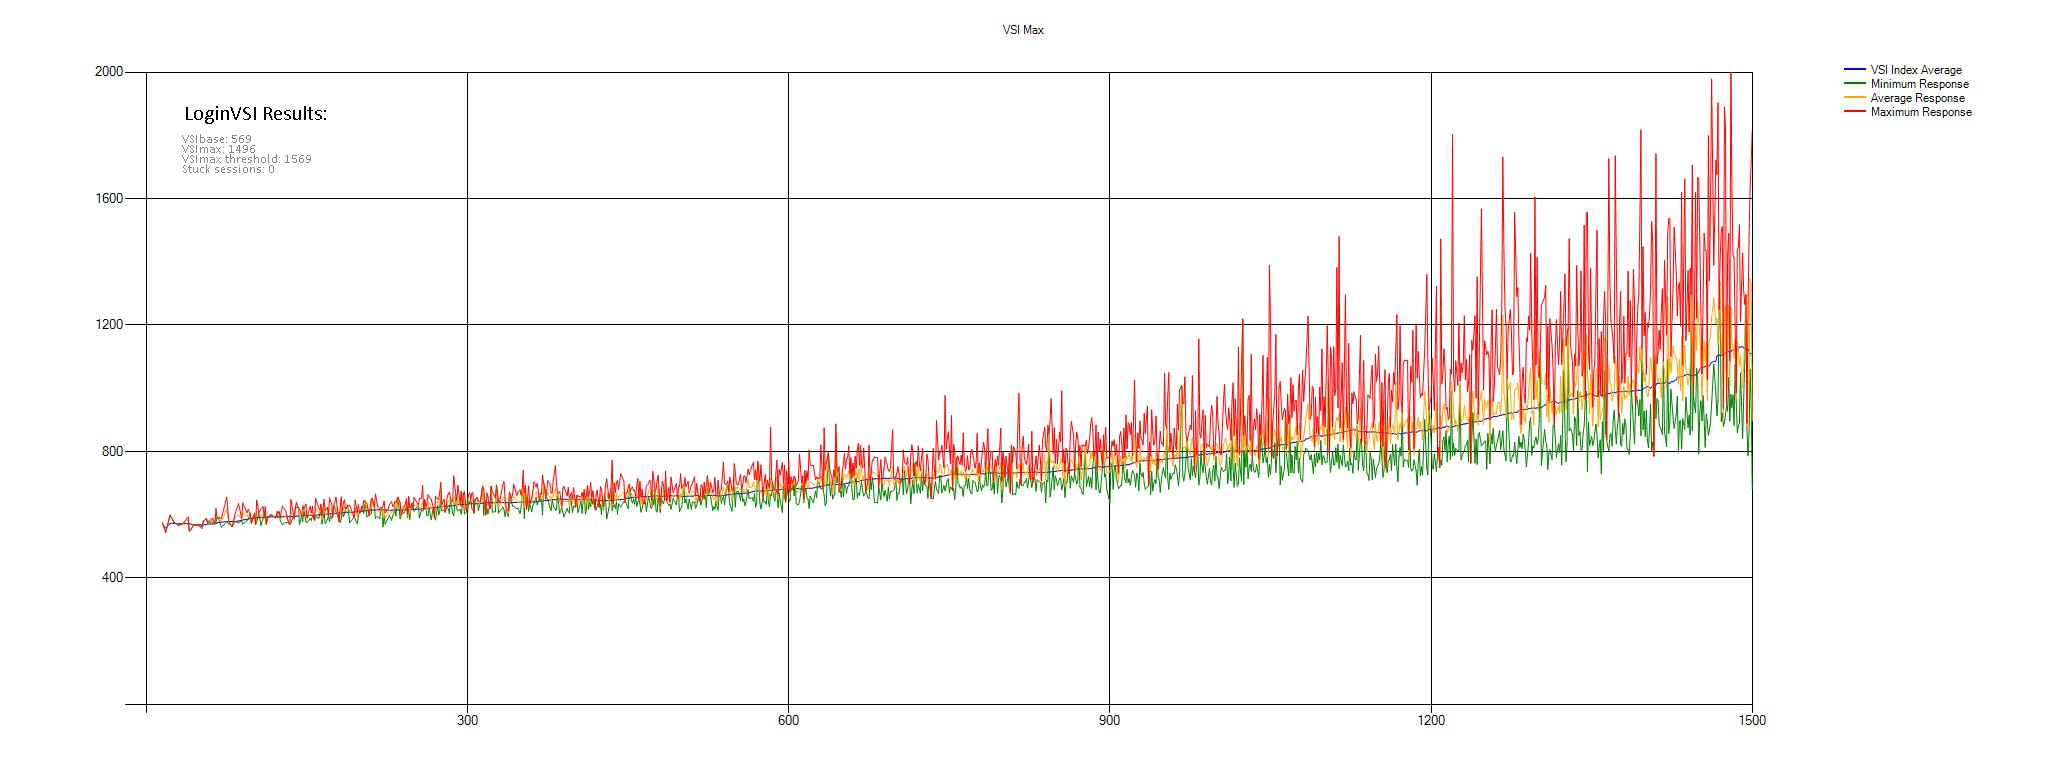 VSI Max
2000
1600
1200
800
400
LoginVSI Results:
VSIbase: 569
VSImax: 1496
VSImax threshold: 1569
Stuck sessions: 0
VSI Index Average
Minimum Response
Average Response
Maximum Response
300
600
900
1200
1500